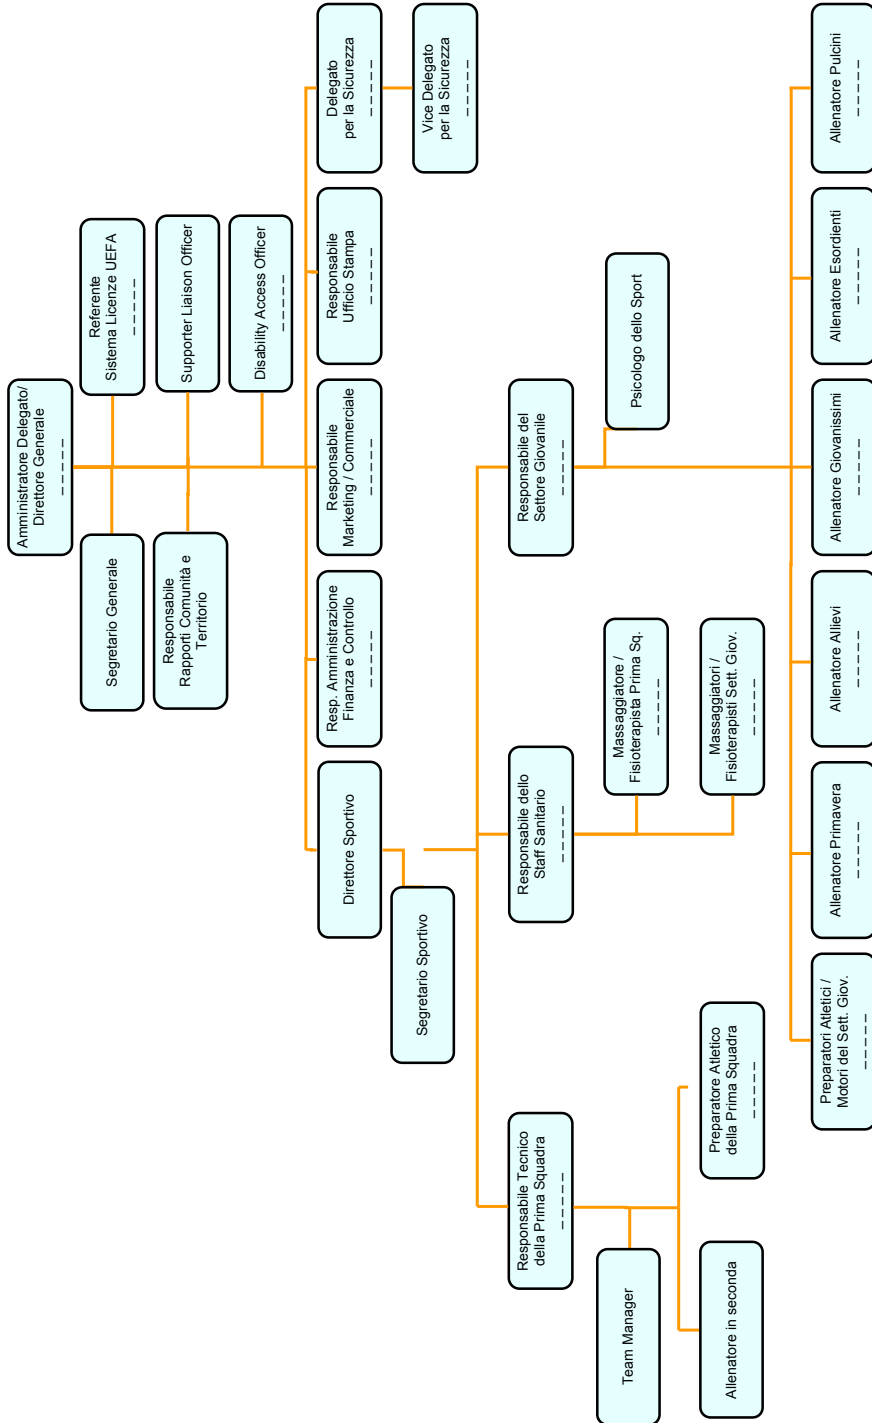 Amministratore Delegato/
Direttore Generale
_ _ _ _ _
Segretario Generale
Referente
Sistema Licenze UEFA
_ _ _ _ _
Responsabile
Rapporti Comunità e
Territorio
Supporter Liaison Officer
Disability Access Officer
_ _ _ _ _
Direttore Sportivo
Resp. Amministrazione
Finanza e Controllo
_ _ _ _ _
Responsabile
Marketing / Commerciale
_ _ _ _ _
Responsabile
Ufficio Stampa
_ _ _ _ _
Delegato
per la Sicurezza
_ _ _ _ _
Segretario Sportivo
Vice Delegato
per la Sicurezza
_ _ _ _ _
Responsabile Tecnico
della Prima Squadra
_ _ _ _ _
Responsabile dello
Staff Sanitario
_ _ _ _ _
Responsabile del
Settore Giovanile
_ _ _ _ _
Team Manager
Massaggiatore /
Fisioterapista Prima Sq.
_ _ _ _ _
Psicologo dello Sport
Allenatore in seconda
Preparatore Atletico
della Prima Squadra
_ _ _ _ _
Massaggiatori /
Fisioterapisti Sett. Giov.
_ _ _ _ _
Preparatori Atletici /
Motori del Sett. Giov.
_ _ _ _ _
Allenatore Primavera
_ _ _ _ _
Allenatore Allievi
_ _ _ _ _
Allenatore Giovanissimi
_ _ _ _ _
Allenatore Esordienti
_ _ _ _ _
Allenatore Pulcini
_ _ _ _ _